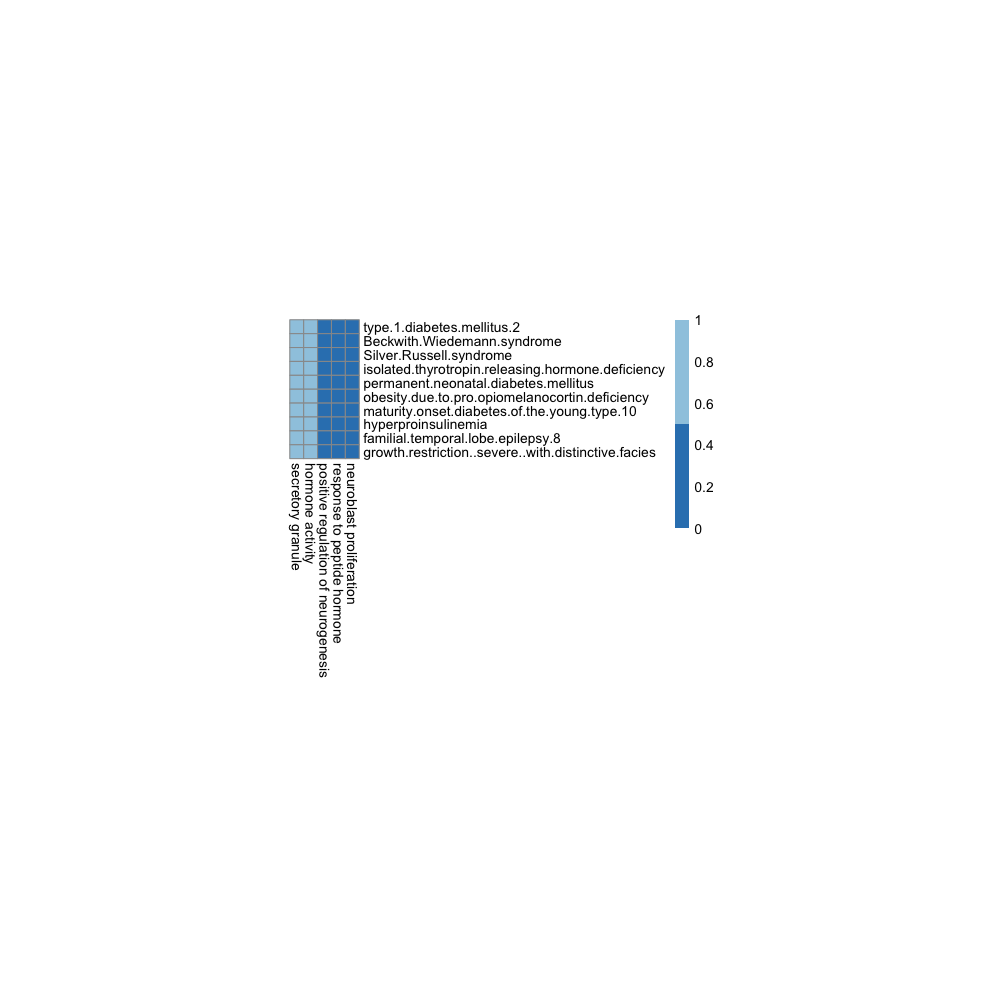 type.1.diabetes.mellitus.2
Beckwith.Wiedemann.syndrome
Silver.Russell.syndrome
isolated.thyrotropin.releasing.hormone.deficiency
permanent.neonatal.diabetes.mellitus
obesity.due.to.pro.opiomelanocortin.deficiency
maturity.onset.diabetes.of.the.young.type.10
hyperproinsulinemia
familial.temporal.lobe.epilepsy.8
growth.restriction..severe..with.distinctive.facies
secretory granule
hormone activity
positive regulation of neurogenesis
response to peptide hormone
neuroblast proliferation
1
0.8
0.6
0.4
0.2
0